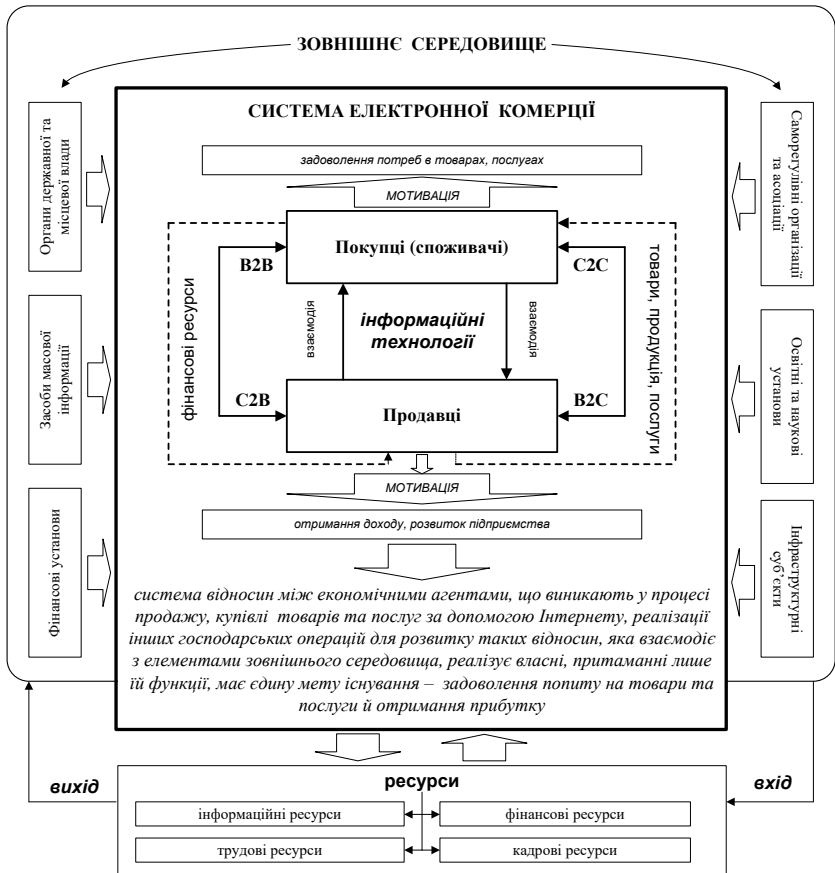 ЗОВНІШНЄ СЕРЕДОВИЩЕ
Органи державної та
місцевої влади
Засоби масової
інформації
Фінансові установи
СИСТЕМА ЕЛЕКТРОННОЇ КОМЕРЦІЇ
задоволення потреб в товарах, послугах
МОТИВАЦІЯ
Покупці (споживачі)
B2B
C2C
фінансові ресурси
взаємодія
інформаційні
технології
взаємодія
товари, продукція, послуги
C2B
B2C
Продавці
МОТИВАЦІЯ
отримання доходу, розвиток підприємства
система відносин між економічними агентами, що виникають у процесі
продажу, купівлі товарів та послуг за допомогою Інтернету, реалізації
інших господарських операцій для розвитку таких відносин, яка взаємодіє
з елементами зовнішнього середовища, реалізує власні, притаманні лише
їй функції, має єдину мету існування – задоволення попиту на товари та
послуги й отримання прибутку
Саморегулівні організації
та асоціації
Освітні та наукові
установи
Інфраструктурні
суб’єкти
вихід
ресурси
вхід
інформаційні ресурси
фінансові ресурси
трудові ресурси
кадрові ресурси